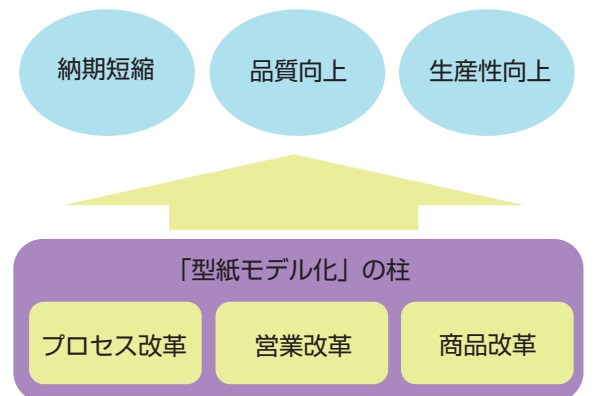 納期短縮
品質向上
生産性向上
「型紙モデル化」の柱
プロセス改革
営業改革
商品改革